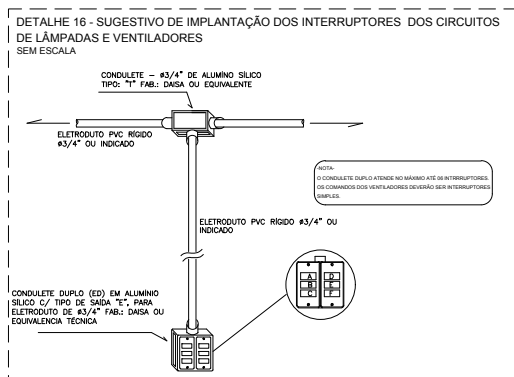 DETALHE 16 - SUGESTIVO DE IMPLANTAÇÃO DOS INTERRUPTORES DOS CIRCUITOS
DE LÂMPADAS E VENTILADORES
SEM ESCALA
CONDULETE - ø3/4" DE ALUMÍNO SÍLICO
TIPO: "T" FAB.: DAISA OU EQUIVALENTE
ELETRODUTO PVC RÍGIDO
ø3/4" OU INDICADO
-NOTA-
O CONDULETE DUPLO ATENDE NO MÁXIMO ATÉ 06 INTRRRUPTORES.
OS COMANDOS DOS VENTILADORES DEVERÃO SER INTERRUPTORES
SIMPLES.
ELETRODUTO PVC RÍGIDO ø3/4" OU
INDICADO
A D
B E
C F
CONDULETE DUPLO (ED) EM ALUMÍNIO
SÍLICO C/ TIPO DE SAÍDA "E", PARA
ELETRODUTO DE ø3/4" FAB.: DAISA OU
EQUIVALENCIA TÉCNICA